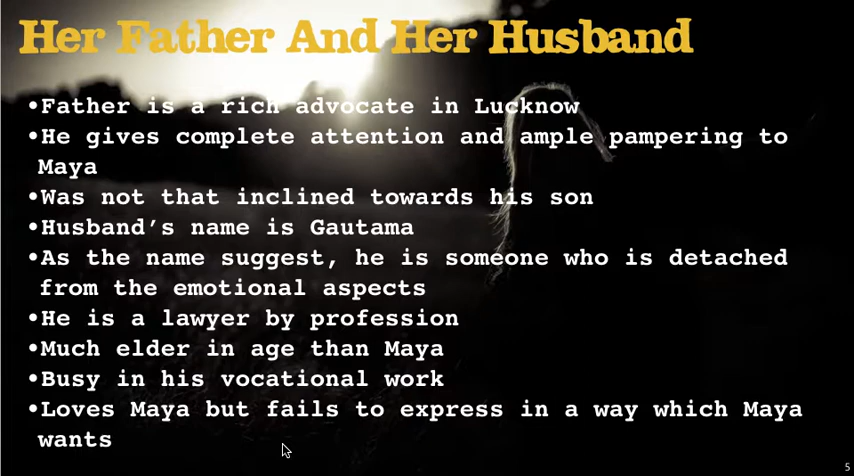 Her Father And Her Husband
•Father is a rich advocate in Lucknow
•He gives complete attention and ample pampering to
Maya
•Was not that inclined towards his son
•Husband’s name is Gautama
•As the name suggest, he is someone who is detached
from the emotional aspects
•He is a lawyer by profession
•Much elder in age than Maya
•Busy in his vocational work
•Loves Maya but fails to express in a way which Maya
wants
5